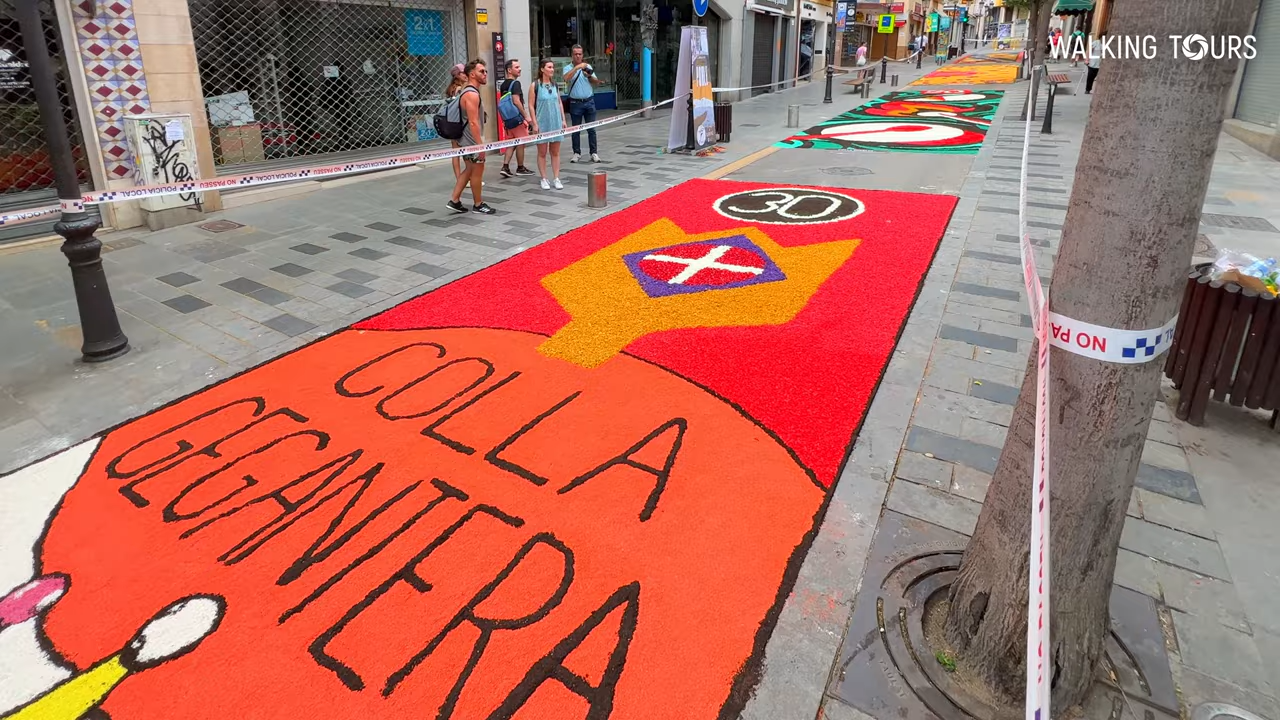 WALKING TOURS
2x1
POLICIA LOCAL NO PASSEU
30
NO PA
COLLA
GEGANTERA